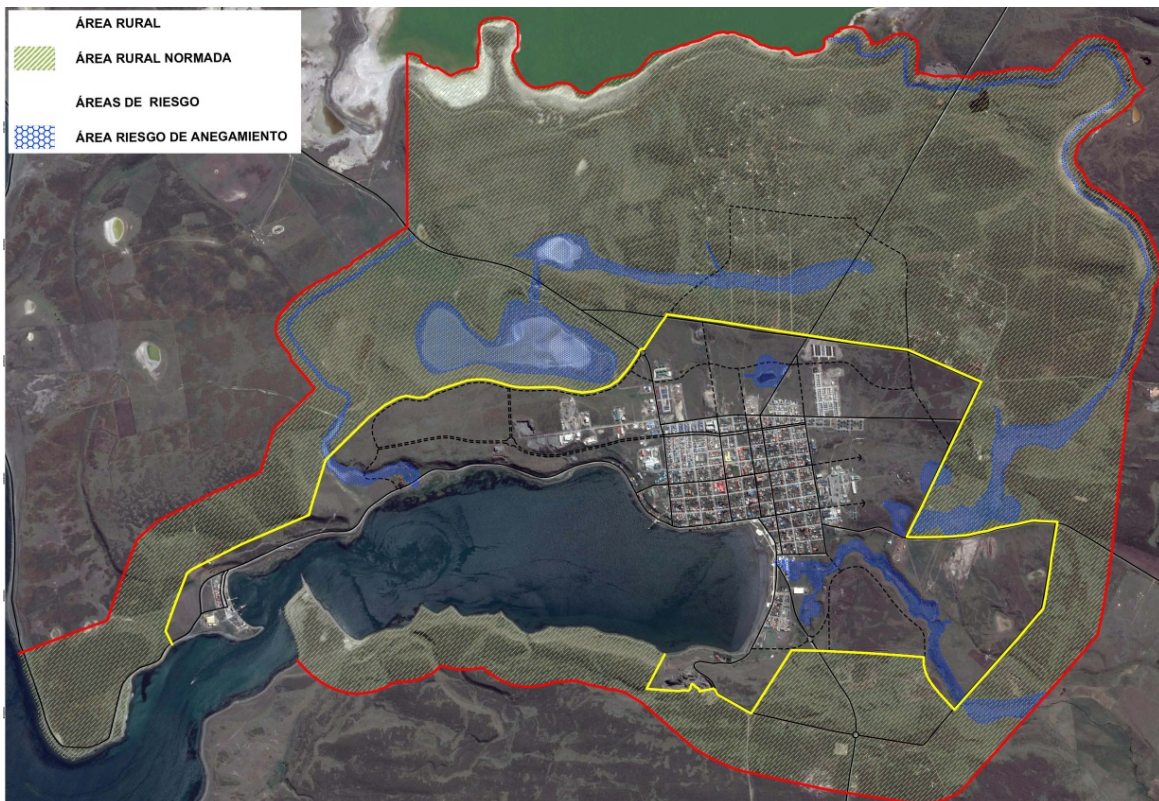 ÁREA RURAL
ÁREA RURAL NORMADA
ÁREAS DE RIESGO
ÁREA RIESGO DE ANEGAMIENTO